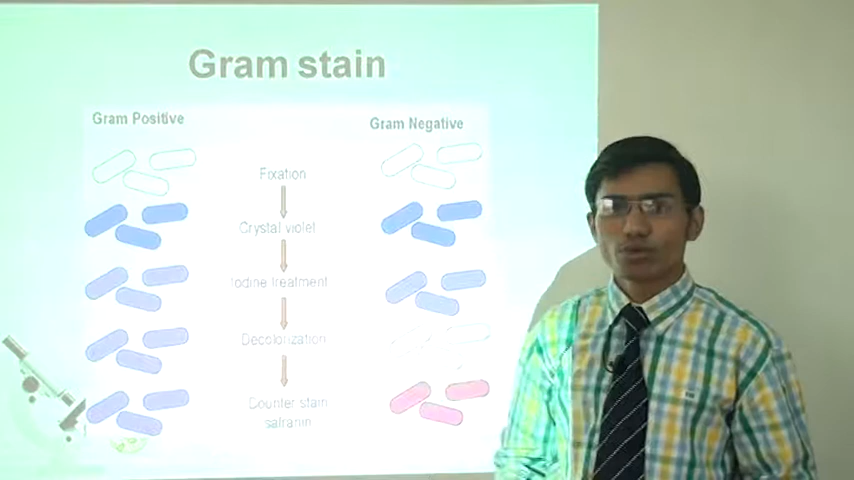 Gram stain
Gram Positive
Gram Negative
Fixation
Crystal violet
Iodine treatment
Decolorization
Counter stain
safranin